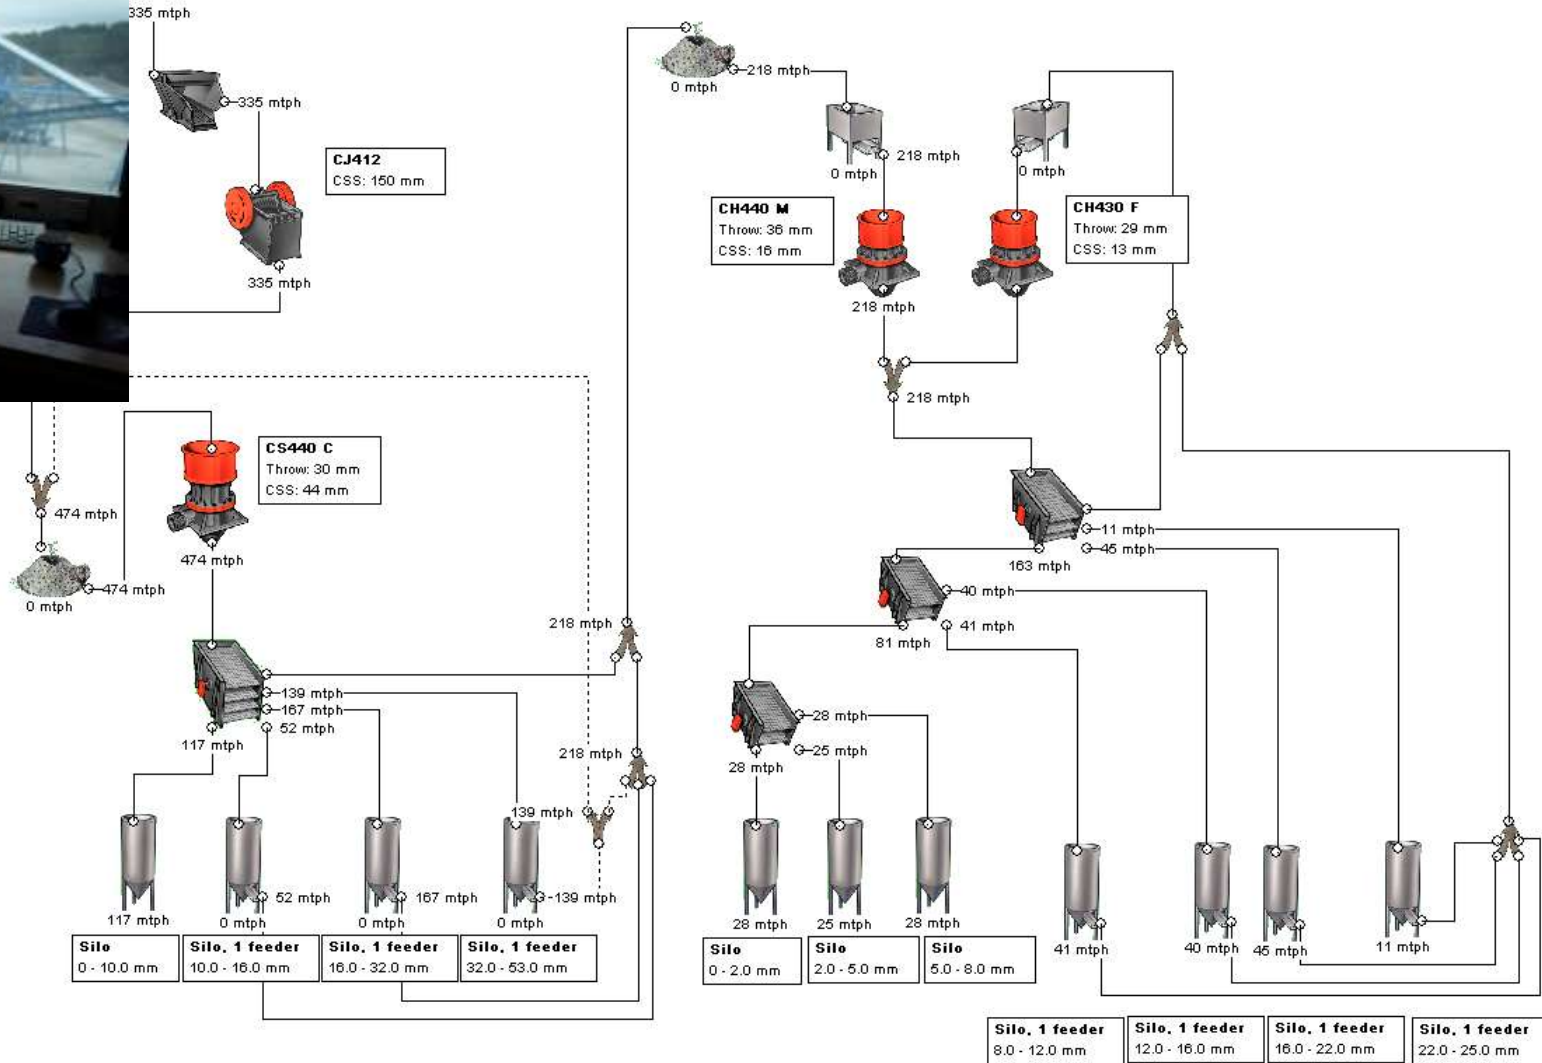 335 mtph
335 mtph
CJ412
CSS: 150 mm
335 mtph
CS440 C
Throw: 30 mm
CSS: 44 mm
474 mtph
474 mtph
474 mtph
0 mtph
218 mtph
139 mtph
167 mtph
52 mtph
117 mtph
218 mtph
139 mtph
52 mtph
167 mtph
139 mtph
117 mtph
0 mtph
0 mtph
0 mtph
Silo
0 - 10.0 mm
Silo, 1 feeder
10.0 - 16.0 mm
Silo, 1 feeder
16.0 - 32.0 mm
Silo, 1 feeder
32.0 - 53.0 mm
218 mtph
0 mtph
218 mtph
0 mtph
0 mtph
CH440 M
Throw: 36 mm
CSS: 16 mm
CH430 F
Throw: 29 mm
CSS: 13 mm
218 mtph
218 mtph
11 mtph
45 mtph
163 mtph
40 mtph
41 mtph
81 mtph
28 mtph
25 mtph
28 mtph
28 mtph
25 mtph
28 mtph
41 mtph
40 mtph
45 mtph
11 mtph
Silo
0 - 2.0 mm
Silo
2.0 - 5.0 mm
Silo
5.0 - 8.0 mm
Silo, 1 feeder
8.0 - 12.0 mm
Silo, 1 feeder
12.0 - 16.0 mm
Silo, 1 feeder
16.0 - 22.0 mm
Silo, 1 feeder
22.0 - 25.0 mm